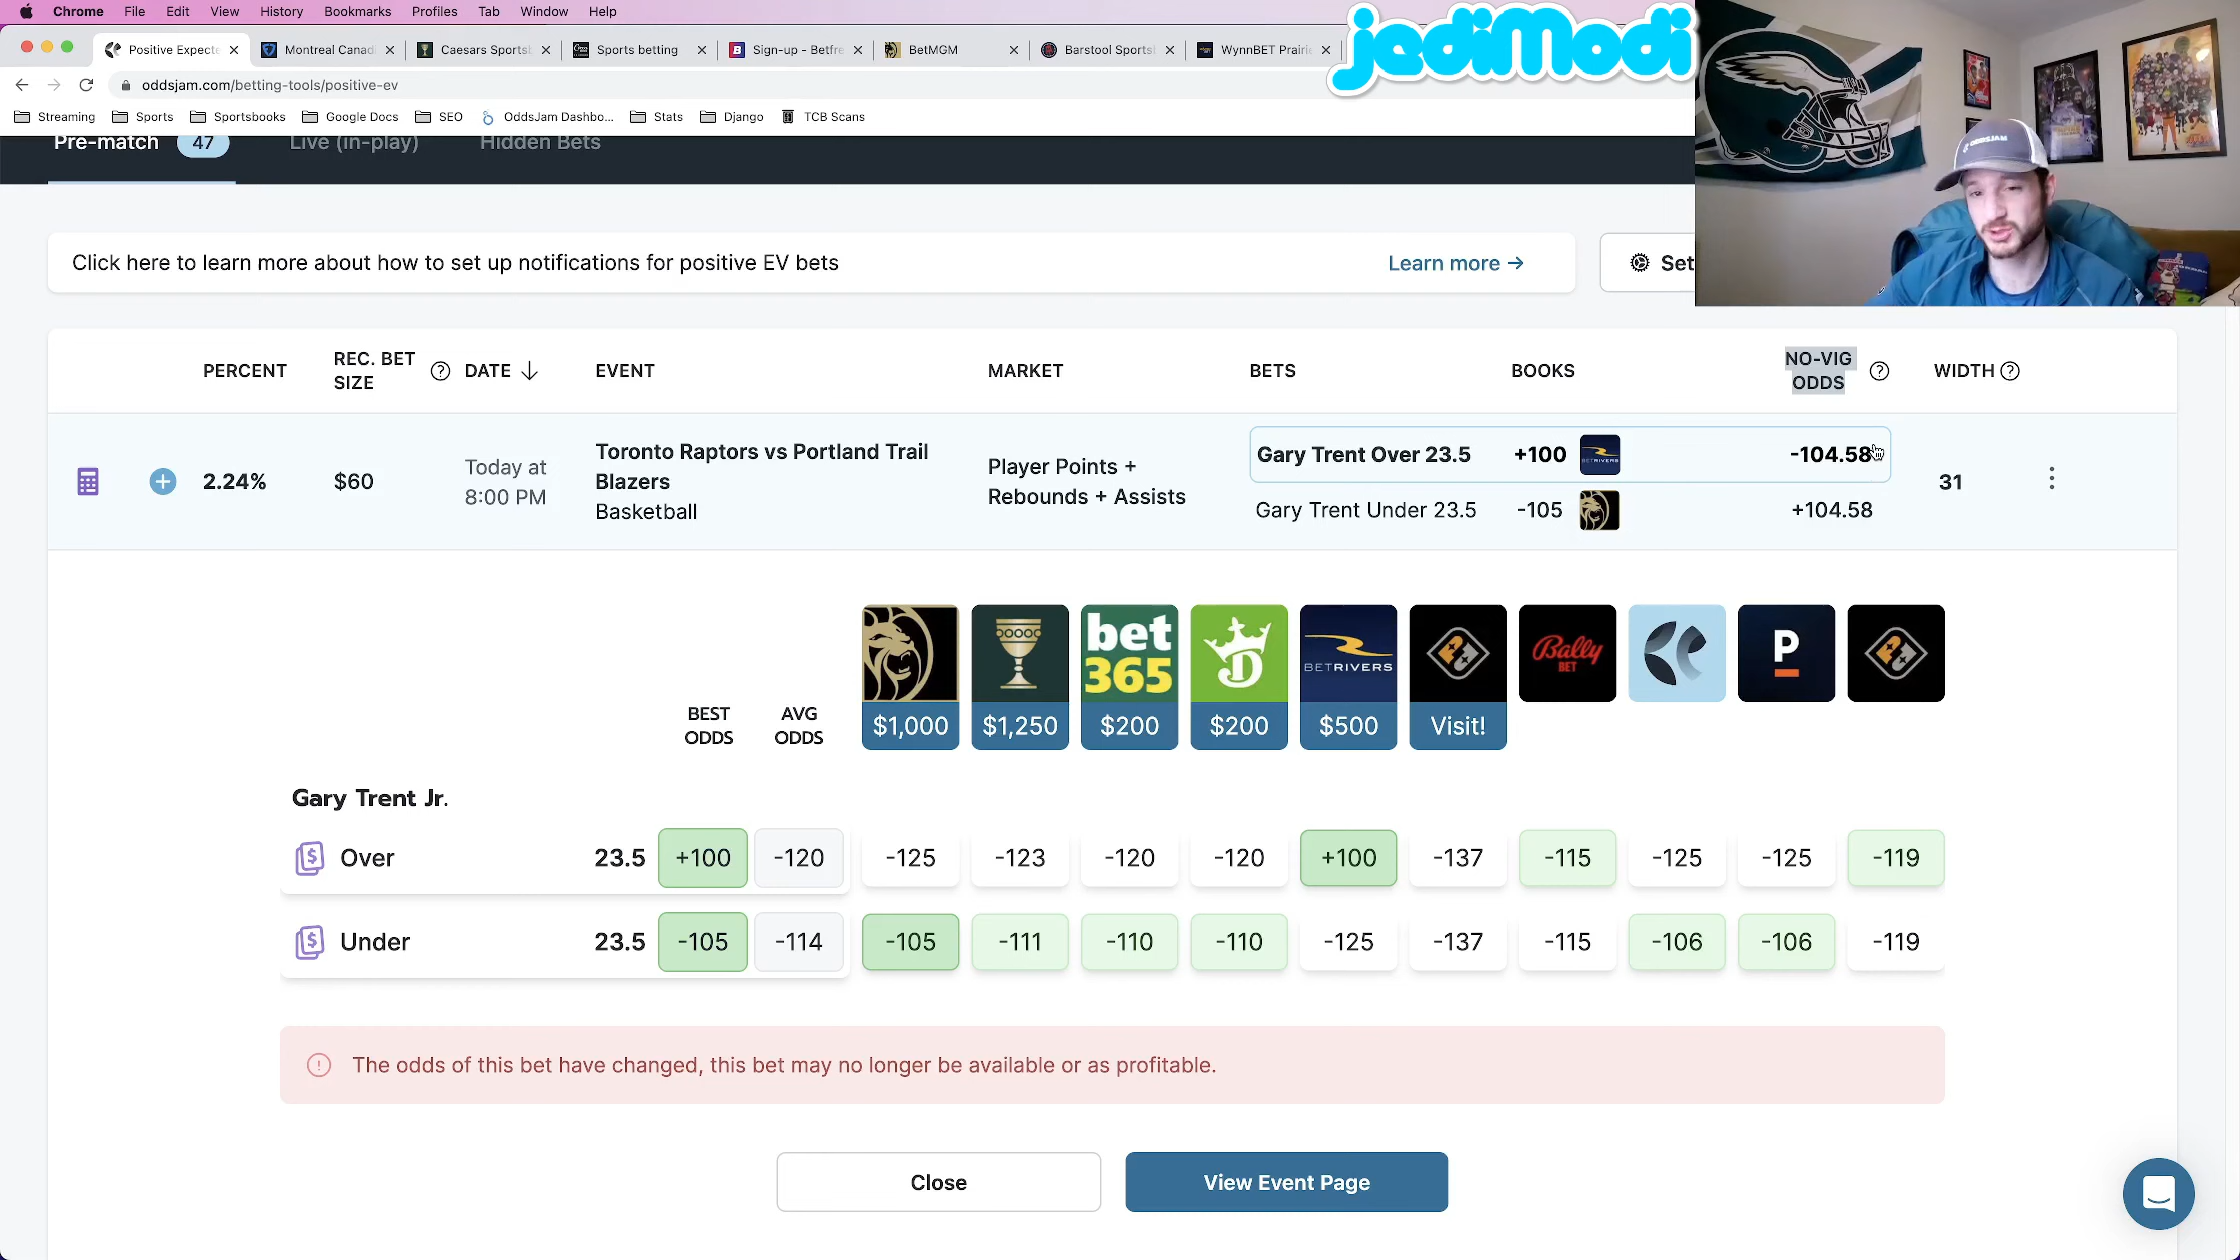 Chrome File Edit View History Bookmarks Profiles Tab Window Help
Positive Expecte Montreal Canadi Caesars Sportsb Sports betting Sign-up - Betfre BetMGM Barstool Sportsb WynnBET Prairie
oddsjam.com/betting-tools/positive-ev
Streaming Sports Sportsbooks Google Docs SEO OddsJam Dashbo... Stats Django TCB Scans
jediModi
ODDSJAM
Pre-match 47 Live (in-play) Hidden Bets
Click here to learn more about how to set up notifications for positive EV bets Learn more → Set
PERCENT REC. BET SIZE DATE EVENT MARKET BETS BOOKS NO-VIG ODDS WIDTH
2.24% $60 Today at 8:00 PM
Toronto Raptors vs Portland Trail
Blazers
Basketball
Player Points +
Rebounds + Assists
Gary Trent Over 23.5 +100 BETRIVERS -104.58
Gary Trent Under 23.5 -105 +104.58
31
bet365 BETRIVERS Bally BET P
BEST ODDS AVG ODDS $1,000 $1,250 $200 $200 $500 Visit!
Gary Trent Jr.
Over 23.5 +100 -120 -125 -123 -120 -120 +100 -137 -115 -125 -125 -119
Under 23.5 -105 -114 -105 -111 -110 -110 -125 -137 -115 -106 -106 -119
The odds of this bet have changed, this bet may no longer be available or as profitable.
Close View Event Page